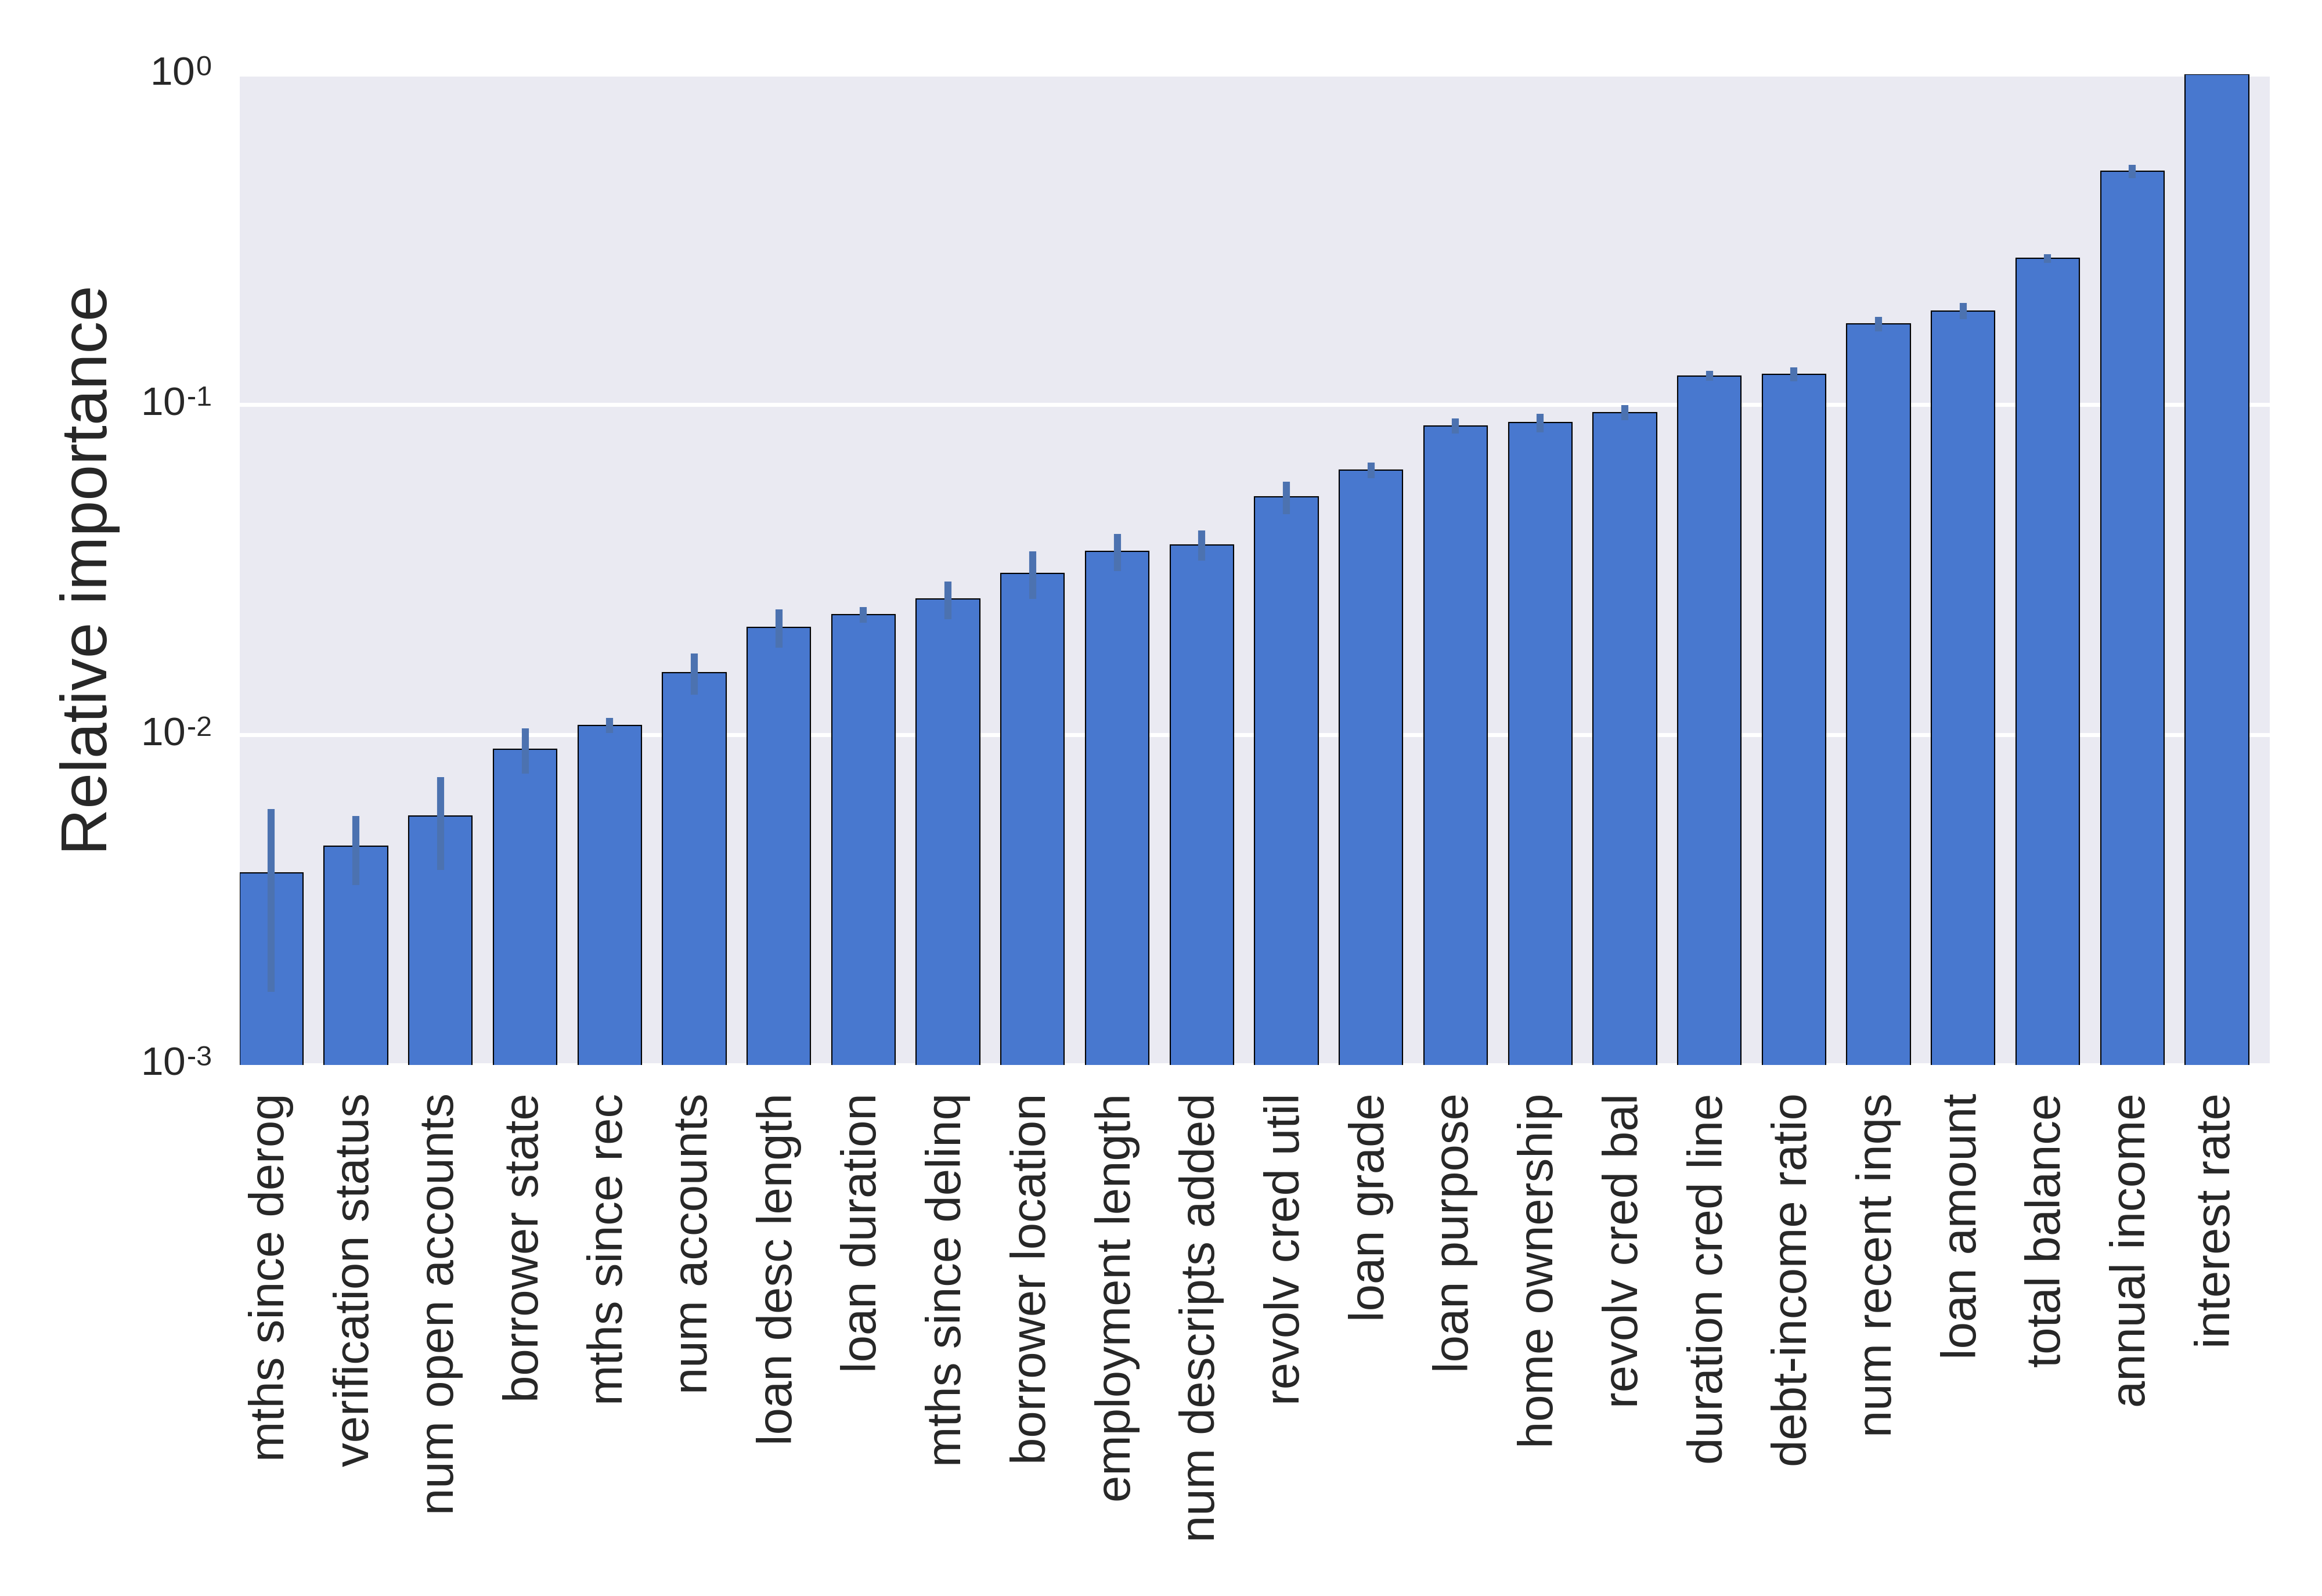 Relative importance
10⁰
10⁻¹
10⁻²
10⁻³
mths since derog
verification status
num open accounts
borrower state
mths since rec
num accounts
loan desc length
loan duration
mths since delinq
borrower location
employment length
num descripts added
revolv cred util
loan grade
loan purpose
home ownership
revolv cred bal
duration cred line
debt-income ratio
num recent inqs
loan amount
total balance
annual income
interest rate